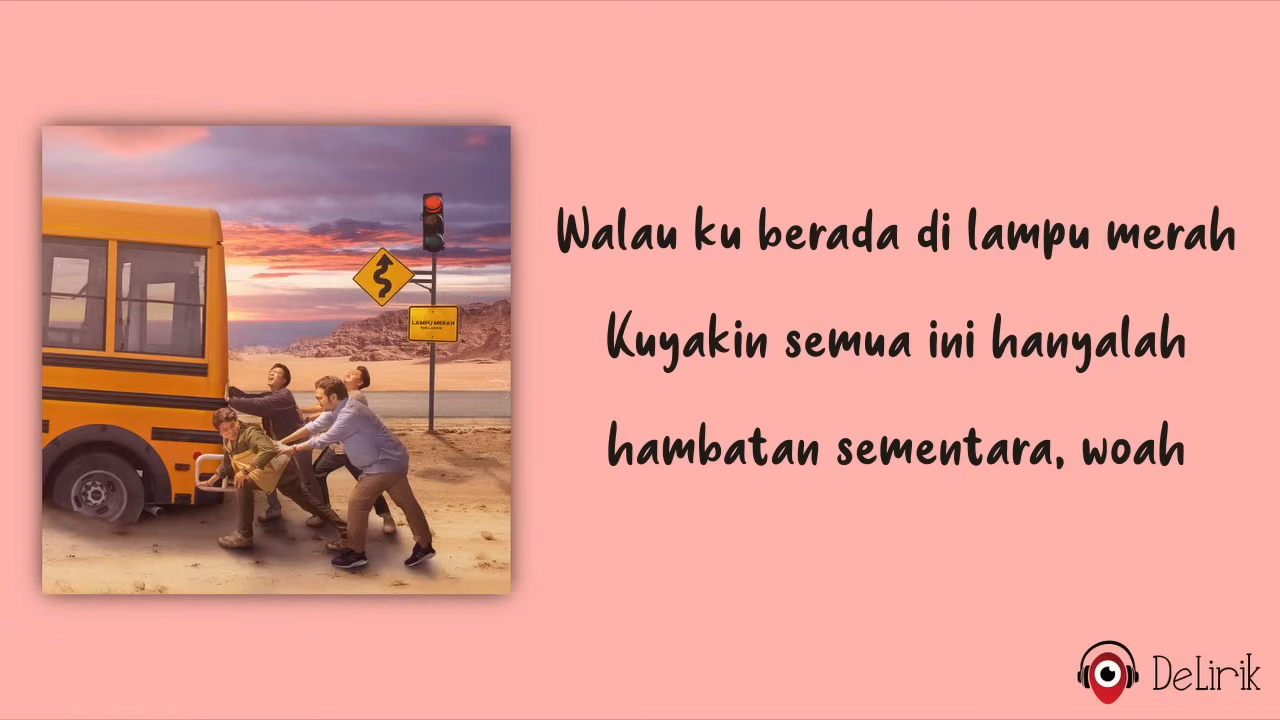 Walau ku berada di lampu merah
Kuyakin semua ini hanyalah
hambatan sementara, woah
LAMPU MERAH
DeLirik